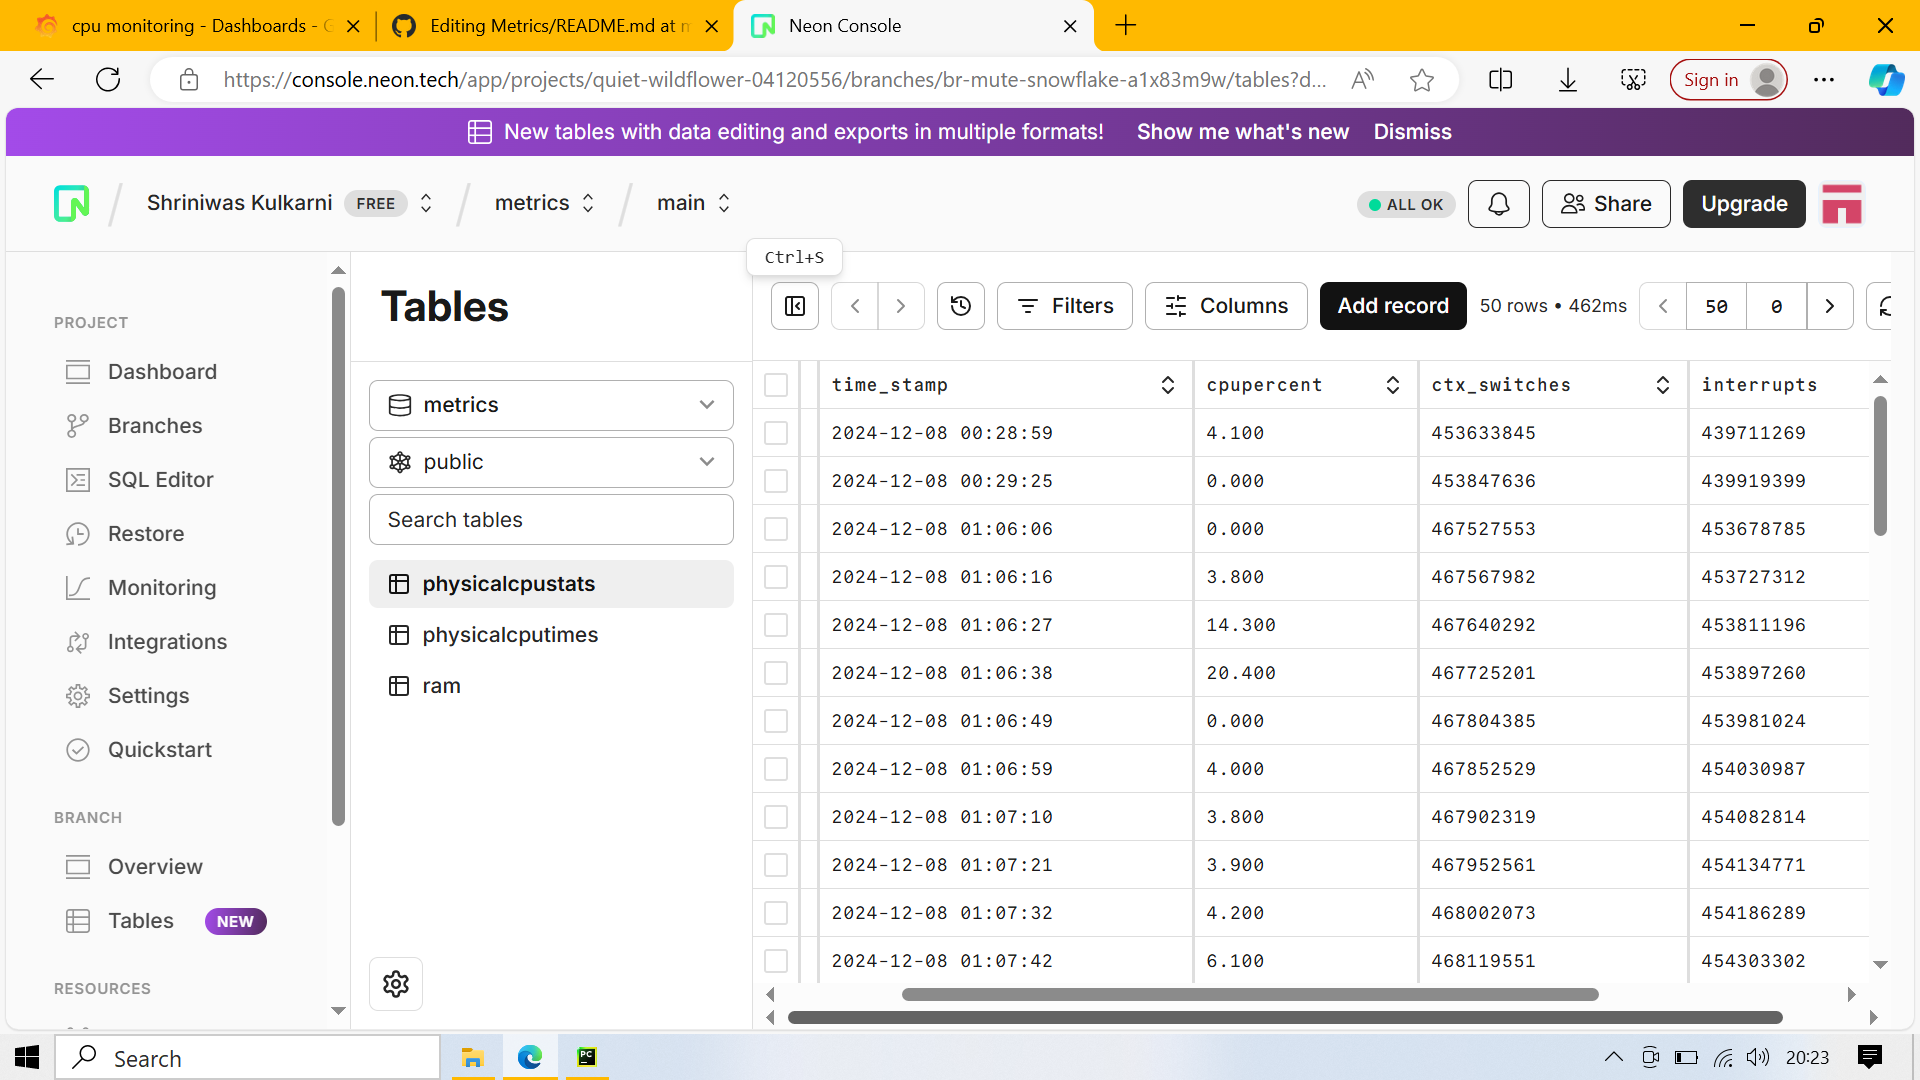 cpu monitoring - Dashboards - G
Editing Metrics/README.md at m
Neon Console
https://console.neon.tech/app/projects/quiet-wildflower-04120556/branches/br-mute-snowflake-a1x83m9w/tables?d...
Sign in
New tables with data editing and exports in multiple formats! Show me what's new Dismiss
Shriniwas Kulkarni FREE
metrics
main
ALL OK
Share
Upgrade
Ctrl+S
PROJECT
Dashboard
Branches
SQL Editor
Restore
Monitoring
Integrations
Settings
Quickstart
BRANCH
Overview
Tables NEW
RESOURCES
Tables
metrics
public
Search tables
physicalcpustats
physicalcputimes
ram
Filters
Columns
Add record
50 rows • 462ms
50 0
time_stamp cpupercent ctx_switches interrupts
2024-12-08 00:28:59 4.100 453633845 439711269
2024-12-08 00:29:25 0.000 453847636 439919399
2024-12-08 01:06:06 0.000 467527553 453678785
2024-12-08 01:06:16 3.800 467567982 453727312
2024-12-08 01:06:27 14.300 467640292 453811196
2024-12-08 01:06:38 20.400 467725201 453897260
2024-12-08 01:06:49 0.000 467804385 453981024
2024-12-08 01:06:59 4.000 467852529 454030987
2024-12-08 01:07:10 3.800 467902319 454082814
2024-12-08 01:07:21 3.900 467952561 454134771
2024-12-08 01:07:32 4.200 468002073 454186289
2024-12-08 01:07:42 6.100 468119551 454303302
Search
PC
20:23